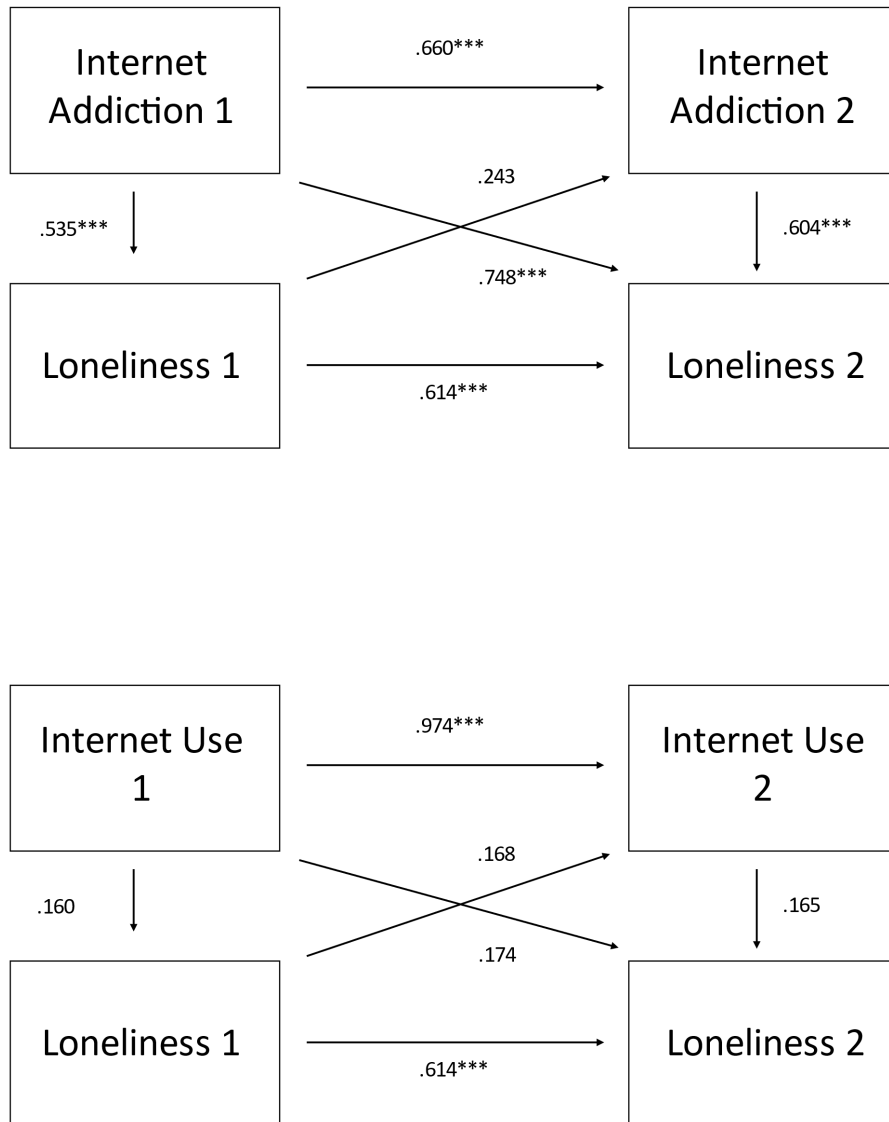 Internet
Addiction 1
.660***
Internet
Addiction 2
.243
.535***
.604***
.748***
Loneliness 1
Loneliness 2
.614***
Internet Use
1
.974***
Internet Use
2
.168
.160
.165
.174
Loneliness 1
Loneliness 2
.614***